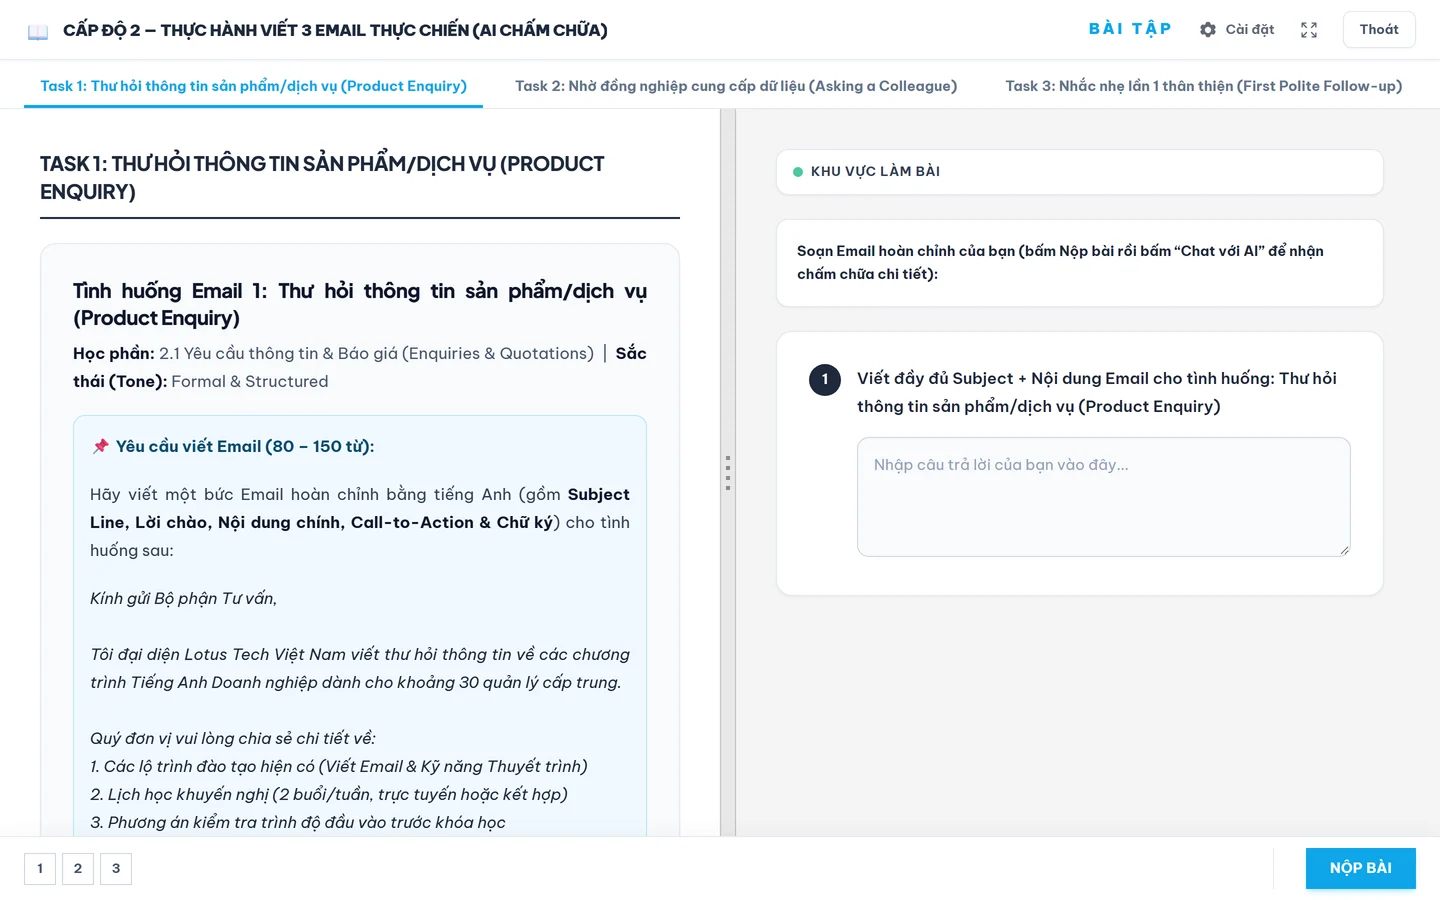 CẤP ĐỘ 2 – THỰC HÀNH VIẾT 3 EMAIL THỰC CHIẾN (AI CHẤM CHỮA)
BÀI TẬP
Cài đặt
Thoát
Task 1: Thư hỏi thông tin sản phẩm/dịch vụ (Product Enquiry)
Task 2: Nhờ đồng nghiệp cung cấp dữ liệu (Asking a Colleague)
Task 3: Nhắc nhẹ lần 1 thân thiện (First Polite Follow-up)
TASK 1: THƯ HỎI THÔNG TIN SẢN PHẨM/DỊCH VỤ (PRODUCT
ENQUIRY)
Tình huống Email 1: Thư hỏi thông tin sản phẩm/dịch vụ
(Product Enquiry)
Học phần: 2.1 Yêu cầu thông tin & Báo giá (Enquiries & Quotations) | Sắc
thái (Tone): Formal & Structured
Yêu cầu viết Email (80 – 150 từ):
Hãy viết một bức Email hoàn chỉnh bằng tiếng Anh (gồm Subject
Line, Lời chào, Nội dung chính, Call-to-Action & Chữ ký) cho tình
huống sau:
Kính gửi Bộ phận Tư vấn,
Tôi đại diện Lotus Tech Việt Nam viết thư hỏi thông tin về các chương
trình Tiếng Anh Doanh nghiệp dành cho khoảng 30 quản lý cấp trung.
Quý đơn vị vui lòng chia sẻ chi tiết về:
1. Các lộ trình đào tạo hiện có (Viết Email & Kỹ năng Thuyết trình)
2. Lịch học khuyến nghị (2 buổi/tuần, trực tuyến hoặc kết hợp)
3. Phương án kiểm tra trình độ đầu vào trước khóa học
KHU VỰC LÀM BÀI
Soạn Email hoàn chỉnh của bạn (bấm Nộp bài rồi bấm “Chat với AI” để nhận
chấm chữa chi tiết):
1
Viết đầy đủ Subject + Nội dung Email cho tình huống: Thư hỏi
thông tin sản phẩm/dịch vụ (Product Enquiry)
Nhập câu trả lời của bạn vào đây...
1
2
3
NỘP BÀI